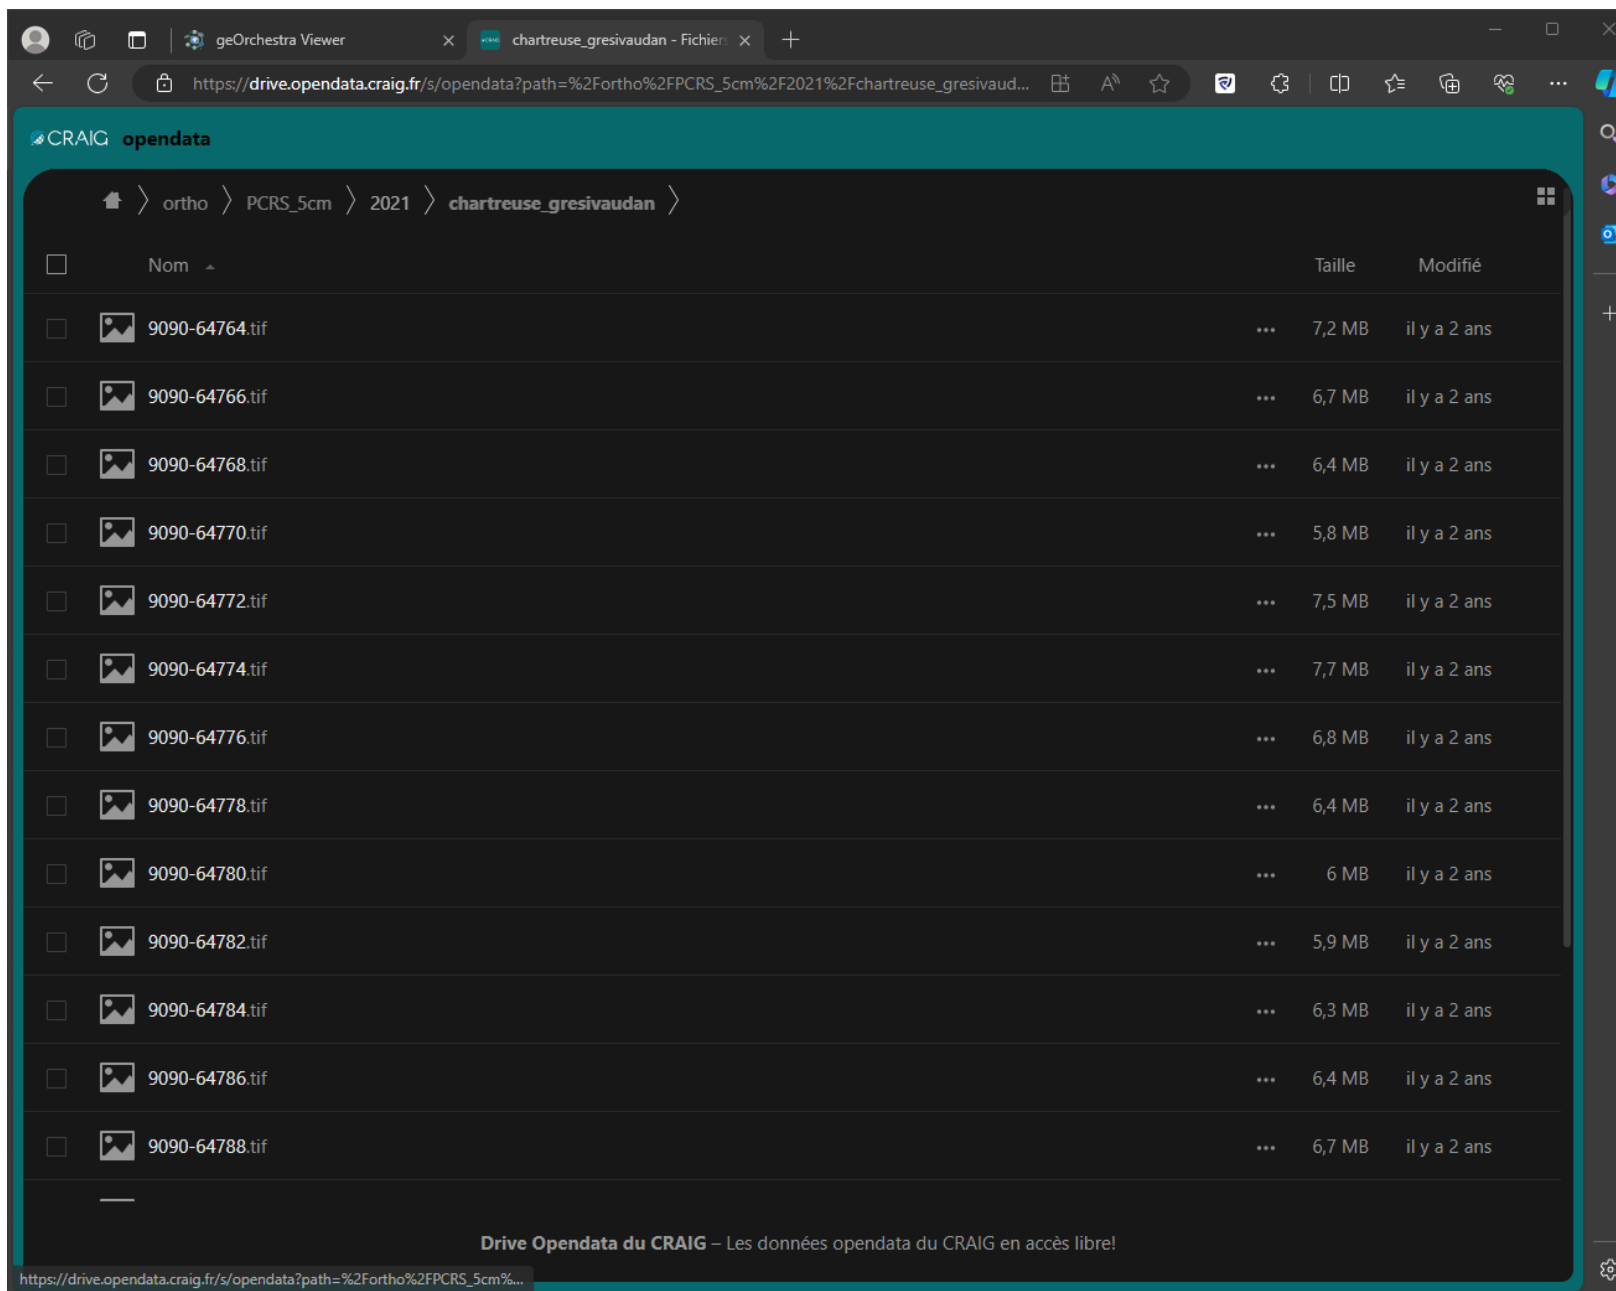 geOrchestra Viewer
chartreuse_gresivaudan - Fichiers
https://drive.opendata.craig.fr/s/opendata?path=%2Fortho%2FPCRS_5cm%2F2021%2Fchartreuse_gresivaud...
CRAIG opendata
ortho PCRS_5cm 2021 chartreuse_gresivaudan
Nom Taille Modifié
9090-64764.tif ... 7,2 MB il y a 2 ans
9090-64766.tif ... 6,7 MB il y a 2 ans
9090-64768.tif ... 6,4 MB il y a 2 ans
9090-64770.tif ... 5,8 MB il y a 2 ans
9090-64772.tif ... 7,5 MB il y a 2 ans
9090-64774.tif ... 7,7 MB il y a 2 ans
9090-64776.tif ... 6,8 MB il y a 2 ans
9090-64778.tif ... 6,4 MB il y a 2 ans
9090-64780.tif ... 6 MB il y a 2 ans
9090-64782.tif ... 5,9 MB il y a 2 ans
9090-64784.tif ... 6,3 MB il y a 2 ans
9090-64786.tif ... 6,4 MB il y a 2 ans
9090-64788.tif ... 6,7 MB il y a 2 ans
Drive Opendata du CRAIG – Les données opendata du CRAIG en accès libre!
https://drive.opendata.craig.fr/s/opendata?path=%2Fortho%2FPCRS_5cm%...